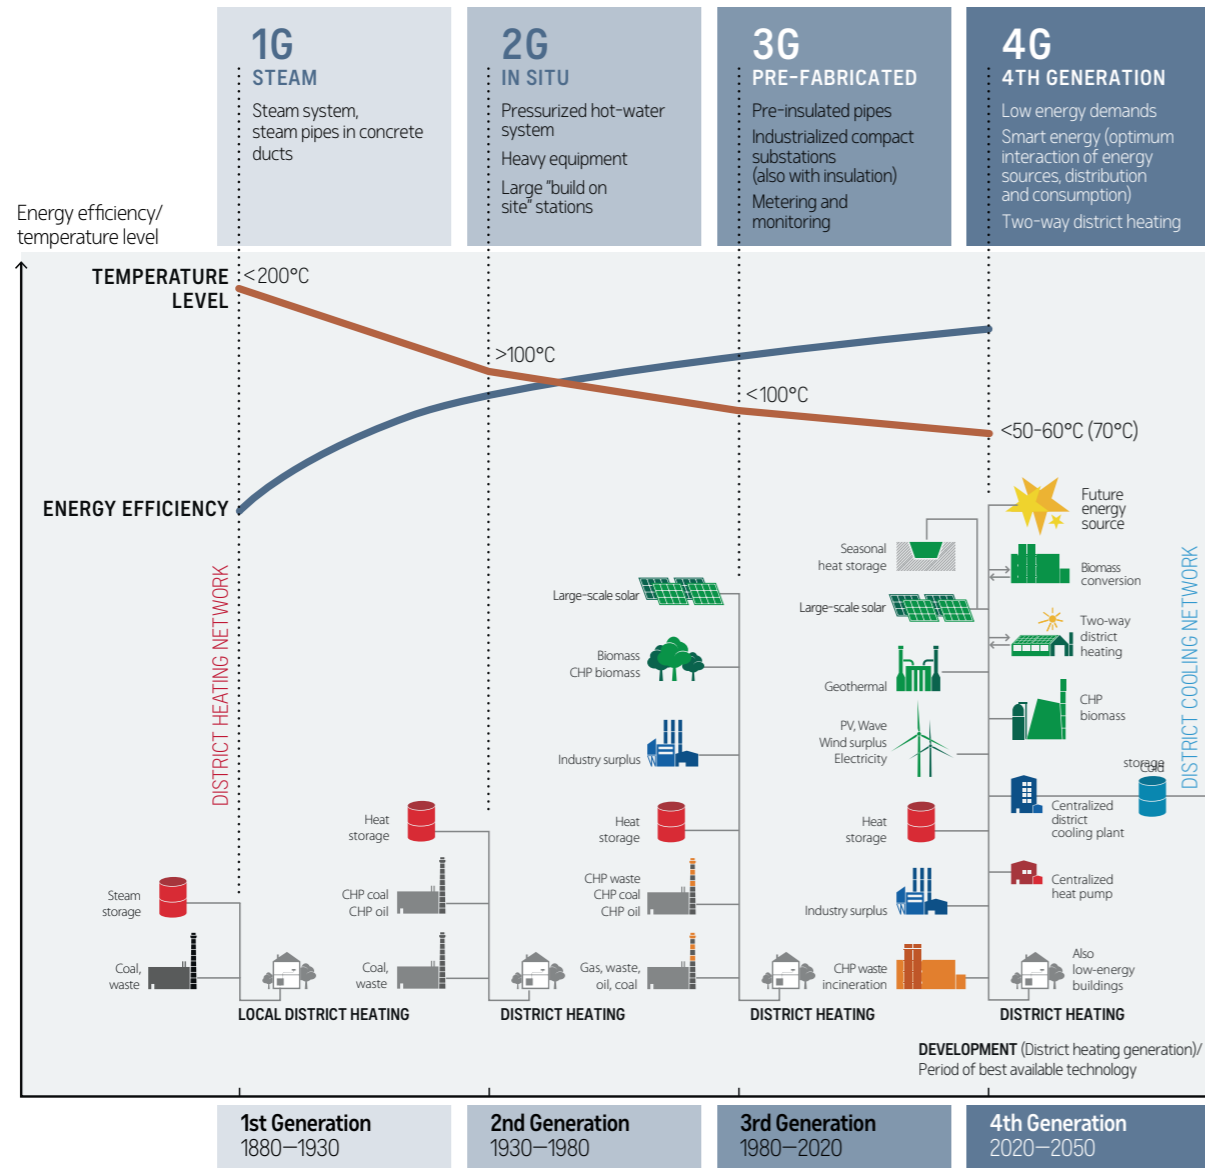 1G
STEAM
Steam system,
steam pipes in concrete
ducts
2G
IN SITU
Pressurized hot-water
system
Heavy equipment
Large "build on
site" stations
3G
PRE-FABRICATED
Pre-insulated pipes
Industrialized compact
substations
(also with insulation)
Metering and
monitoring
4G
4TH GENERATION
Low energy demands
Smart energy (optimum
interaction of energy
sources, distribution
and consumption)
Two-way district heating
Energy efficiency/
temperature level
TEMPERATURE
LEVEL
<200°C
>100°C
<100°C
<50-60°C (70°C)
ENERGY EFFICIENCY
DISTRICT HEATING NETWORK
Steam
storage
Coal,
waste
LOCAL DISTRICT HEATING
Heat
storage
CHP coal
CHP oil
Coal,
waste
DISTRICT HEATING
Large-scale solar
Biomass
CHP biomass
Industry surplus
Heat
storage
CHP waste
CHP coal
CHP oil
Gas, waste,
oil, coal
DISTRICT HEATING
Seasonal
heat storage
Large-scale solar
Geothermal
PV, Wave
Wind surplus
Electricity
Heat
storage
Industry surplus
CHP waste
incineration
Future
energy
source
Biomass
conversion
Two-way
district
heating
CHP
biomass
storage
Cold
Centralized
district
cooling plant
Centralized
heat pump
Also
low-energy
buildings
DISTRICT HEATING
DISTRICT COOLING NETWORK
DEVELOPMENT (District heating generation)/
Period of best available technology
1st Generation
1880–1930
2nd Generation
1930–1980
3rd Generation
1980–2020
4th Generation
2020–2050